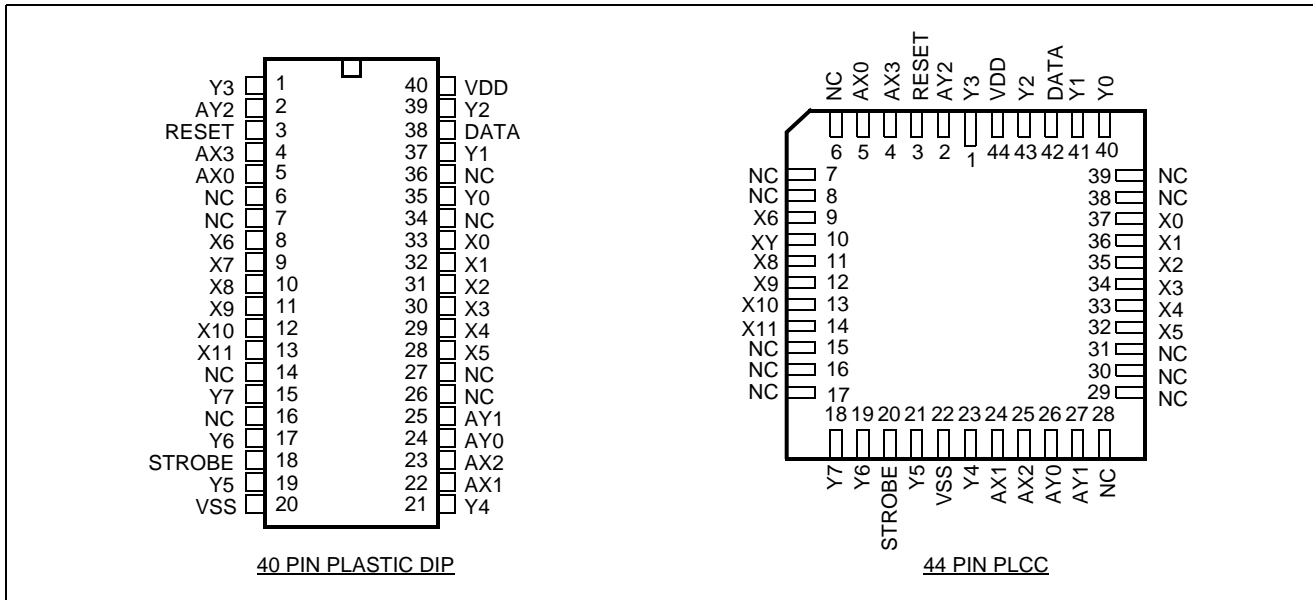 Y3 1 40 VDD
AY2 2 39 Y2
RESET 3 38 DATA
AX3 4 37 Y1
AX0 5 36 NC
NC 6 35 Y0
NC 7 34 NC
X6 8 33 X0
X7 9 32 X1
X8 10 31 X2
X9 11 30 X3
X10 12 29 X4
X11 13 28 X5
NC 14 27 NC
Y7 15 26 NC
NC 16 25 AY1
Y6 17 24 AY0
STROBE 18 23 AX2
Y5 19 22 AX1
VSS 20 21 Y4
40 PIN PLASTIC DIP
NC AX0 AX3 RESET AY2 Y3 VDD Y2 DATA Y1 Y0
6 5 4 3 2 1 44 43 42 41 40
NC 7 39 NC
NC 8 38 NC
X6 9 37 X0
XY 10 36 X1
X8 11 35 X2
X9 12 34 X3
X10 13 33 X4
X11 14 32 X5
NC 15 31 NC
NC 16 30 NC
NC 17 29 NC
18 19 20 21 22 23 24 25 26 27 28
Y7 Y6 STROBE Y5 VSS Y4 AX1 AX2 AY0 AY1 NC
44 PIN PLCC